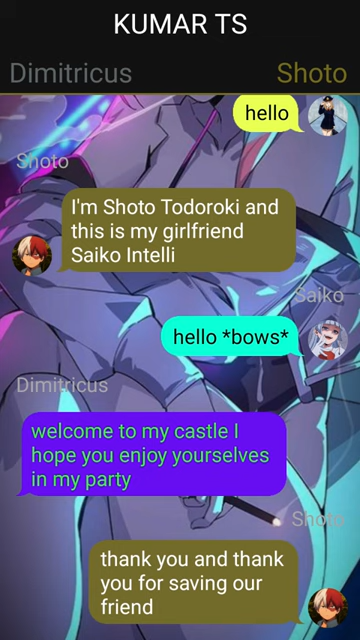 KUMAR TS
Dimitricus
Shoto
hello
Shoto
I'm Shoto Todoroki and
this is my girlfriend
Saiko Intelli
Saiko
hello *bows*
Dimitricus
welcome to my castle I
hope you enjoy yourselves
in my party
Shoto
thank you and thank
you for saving our
friend